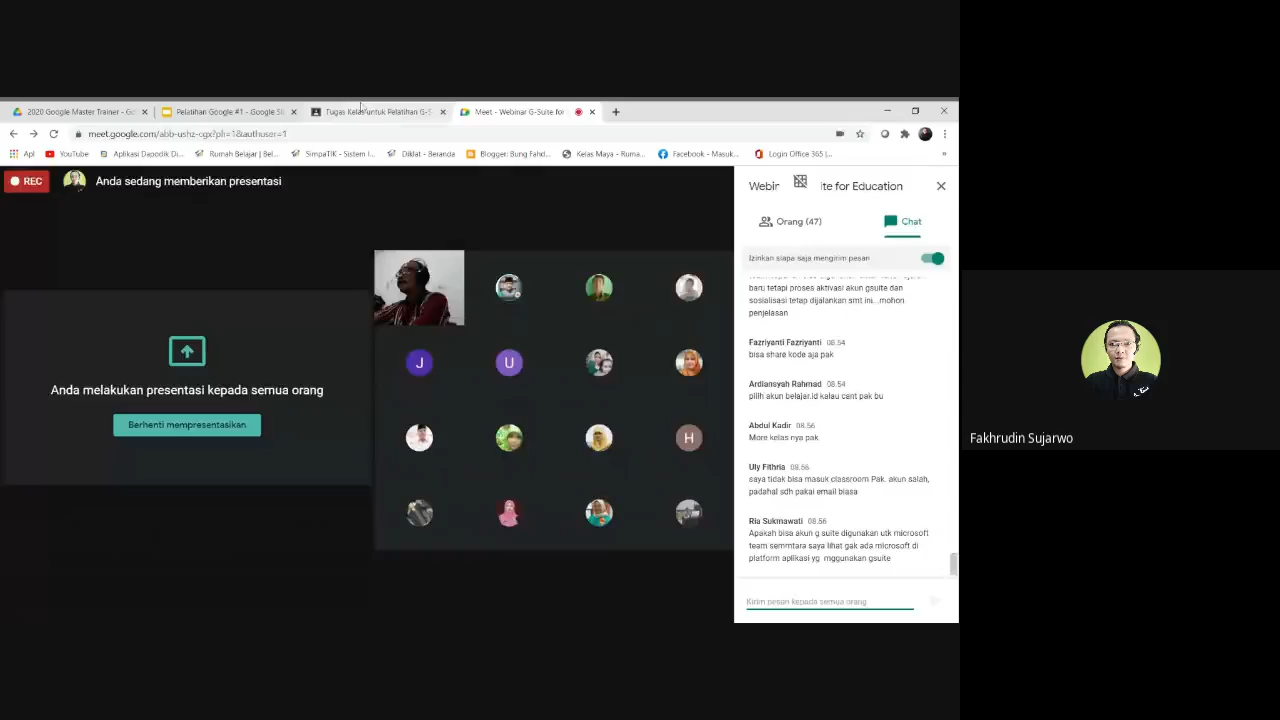 2020 Google Master Trainer - Go
Pelatihan Google #1 - Google Sli
Tugas Kelas untuk Pelatihan G-S
Meet - Webinar G-Suite for
meet.google.com/abb-ushz-cgx?pli=1&authuser=1
Apl
YouTube
Aplikasi Dapodik Di...
Rumah Belajar | Bel...
SimpaTIK - Sistem I...
Diklat - Beranda
Blogger: Bung Fahd...
Kelas Maya - Ruma...
Facebook - Masuk...
Login Office 365 |...
»
REC
Anda sedang memberikan presentasi
Anda melakukan presentasi kepada semua orang
Berhenti mempresentasikan
J
U
H
Webin
ite for Education
Orang (47)
Chat
Izinkan siapa saja mengirim pesan
baru tetapi proses aktivasi akun gsuite dan
sosialisasi tetap dijalankan smt ini...mohon
penjelasan
Fazriyanti Fazriyanti 08.54
bisa share kode aja pak
Ardiansyah Rahmad 08.54
pilih akun belajar.id kalau cant pak bu
Abdul Kadir 08.56
More kelas nya pak
Uly Fithria 08.56
saya tidak bisa masuk classroom Pak. akun salah,
padahal sdh pakai email biasa
Ria Sukmawati 08.56
Apakah bisa akun g suite digunakan utk microsoft
team semmtara saya lihat gak ada microsoft di
platform aplikasi yg mggunakan gsuite
Kirim pesan kepada semua orang
Fakhrudin Sujarwo